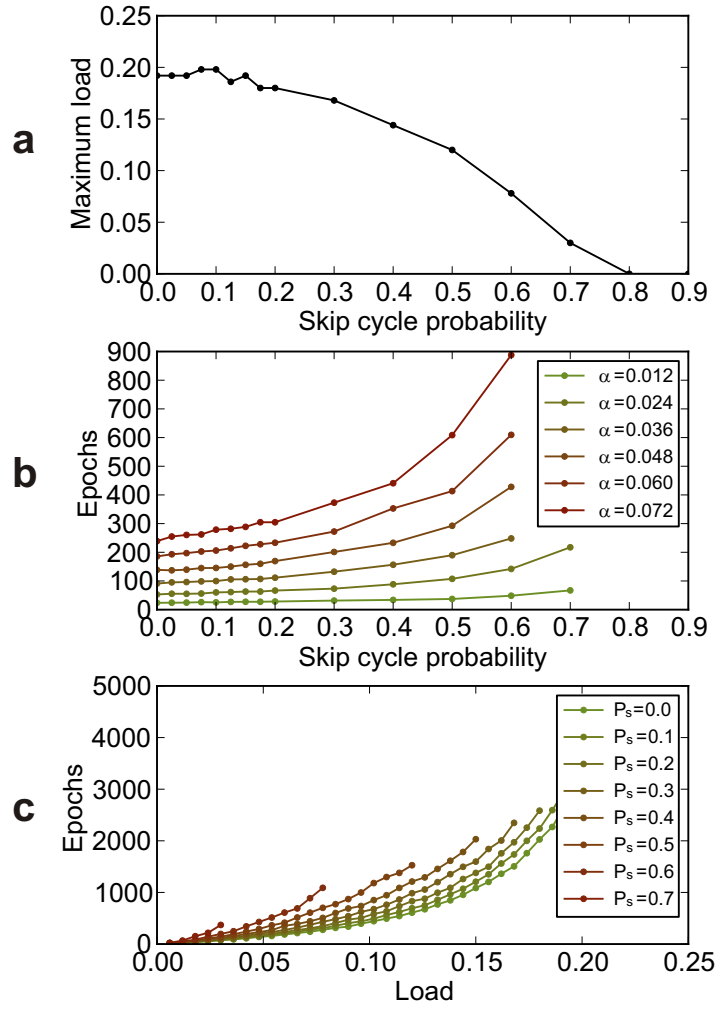 a
Maximum load
0.25
0.20
0.15
0.10
0.05
0.00
0.0 0.1 0.2 0.3 0.4 0.5 0.6 0.7 0.8 0.9
Skip cycle probability
b
Epochs
900
800
700
600
500
400
300
200
100
0
α=0.012
α=0.024
α=0.036
α=0.048
α=0.060
α=0.072
0.0 0.1 0.2 0.3 0.4 0.5 0.6 0.7 0.8 0.9
Skip cycle probability
c
Epochs
5000
4000
3000
2000
1000
0
Ps=0.0
Ps=0.1
Ps=0.2
Ps=0.3
Ps=0.4
Ps=0.5
Ps=0.6
Ps=0.7
0.00 0.05 0.10 0.15 0.20 0.25
Load